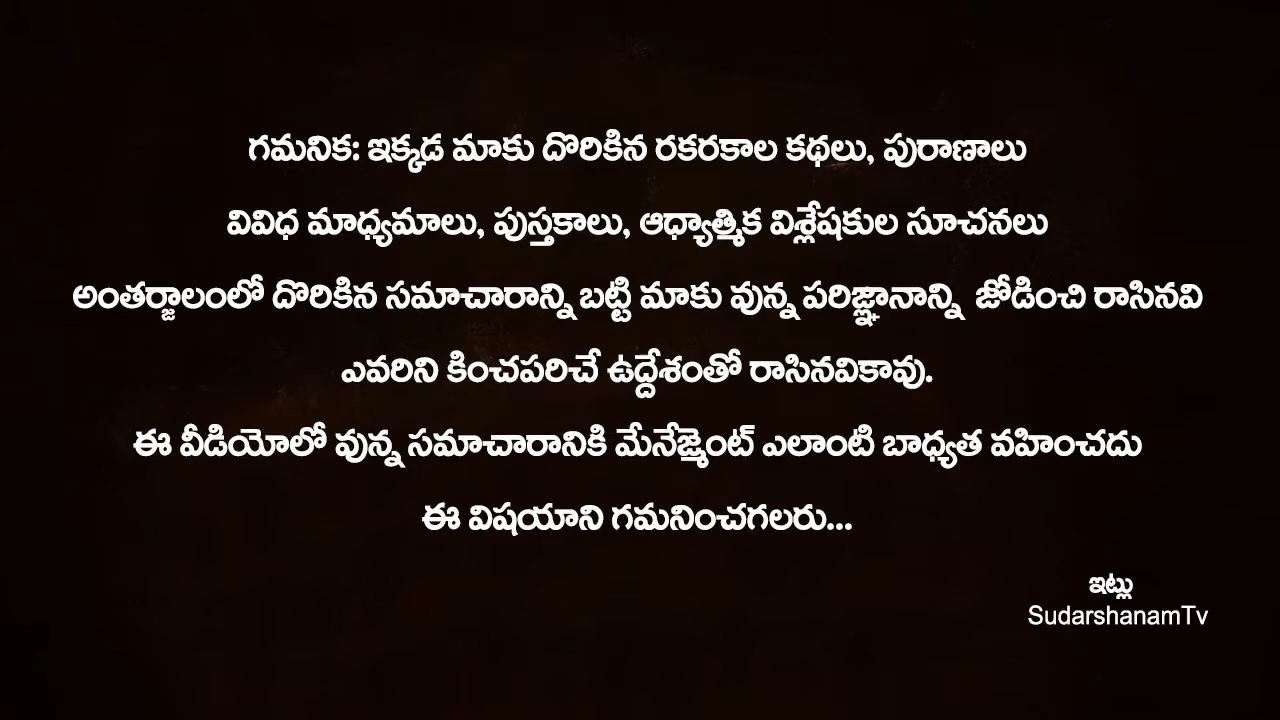 గమనిక: ఇక్కడ మాకు దొరికిన రకరకాల కథలు, పురాణాలు
వివిధ మాధ్యమాలు, పుస్తకాలు, ఆధ్యాత్మిక విశ్లేషకుల సూచనలు
అంతర్జాలంలో దొరికిన సమాచారాన్ని బట్టి మాకు వున్న పరిజ్ఞానాన్ని జోడించి రాసినవి
ఎవరిని కించపరిచే ఉద్దేశంతో రాసినవికావు.
ఈ వీడియోలో వున్న సమాచారానికి మేనేజ్మెంట్ ఎలాంటి బాధ్యత వహించదు
ఈ విషయాని గమనించగలరు...
ఇట్లు
SudarshanamTv